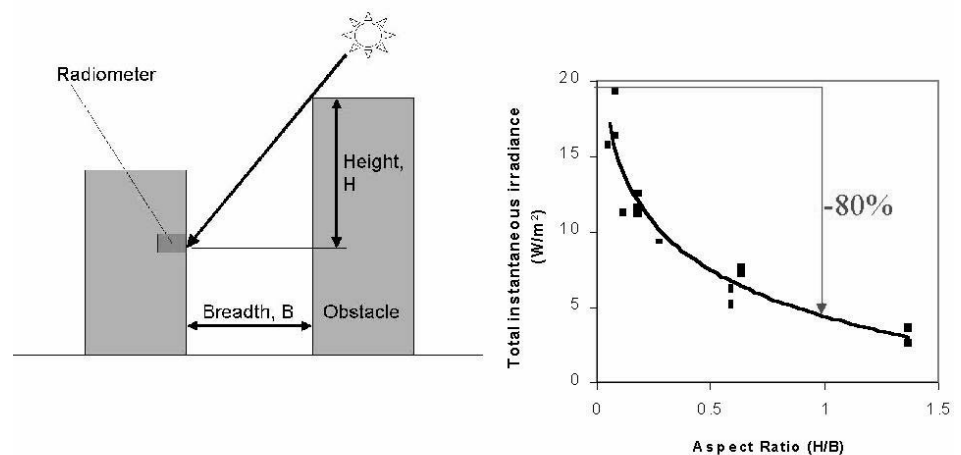 Radiometer
Height,
H
Breadth, B
Obstacle
Total instantaneous irradiance
(W/m²)
20
15
10
5
0
-80%
0
0.5
1
1.5
Aspect Ratio (H/B)